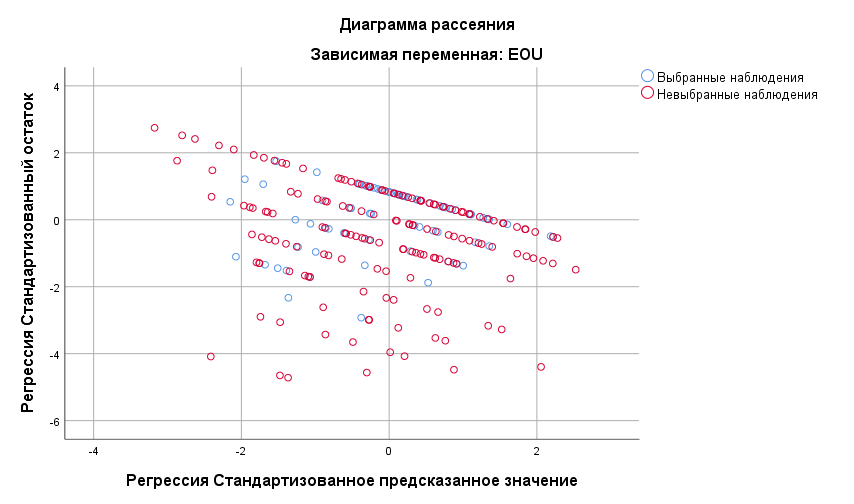 Диаграмма рассеяния
Зависимая переменная: EOU
Выбранные наблюдения
Невыбранные наблюдения
Регрессия Стандартизованный остаток
4
2
0
-2
-4
-6
-4
-2
0
2
Регрессия Стандартизованное предсказанное значение